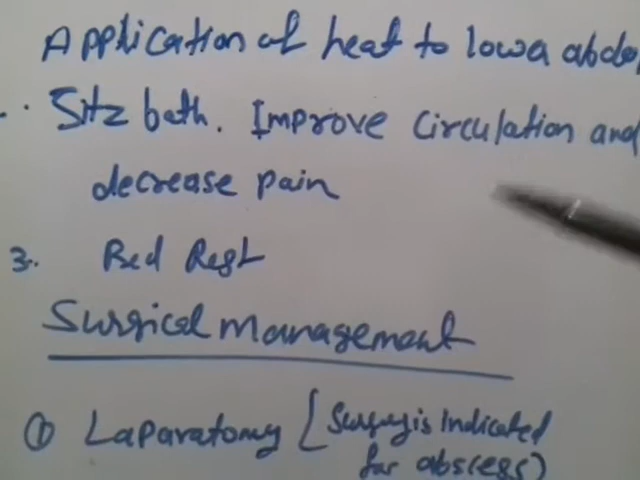 Application of heat to lowa abdo
Sitz bath. Improve Circulation and
decrease pain
3. Bed Rest
Surgical management
① Laparatomy [Surgery is indicated
for abscess)